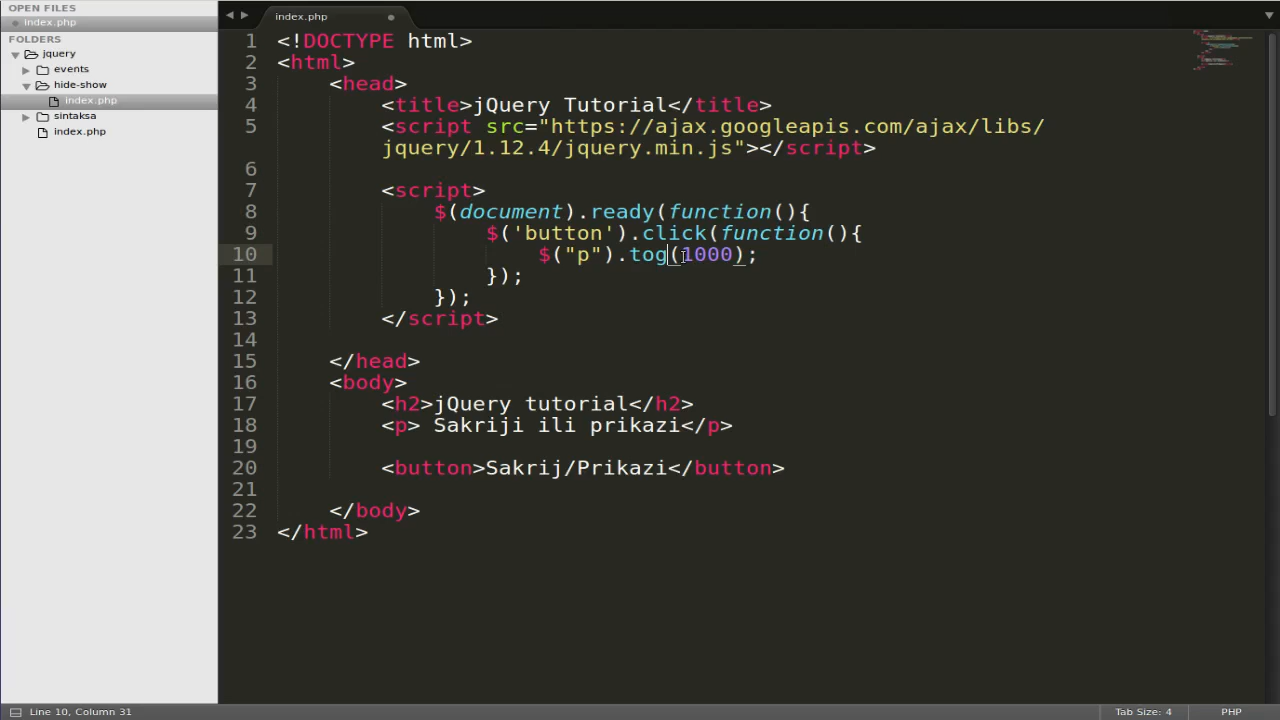 OPEN FILES
index.php
FOLDERS
jquery
events
hide-show
index.php
sintaksa
index.php
index.php
1 <!DOCTYPE html>
2 <html>
3 <head>
4 <title>jQuery Tutorial</title>
5 <script src="https://ajax.googleapis.com/ajax/libs/
jquery/1.12.4/jquery.min.js"></script>
6
7 <script>
8 $(document).ready(function(){
9 $('button').click(function(){
10 $("p").tog(1000);
11 });
12 });
13 </script>
14
15 </head>
16 <body>
17 <h2>jQuery tutorial</h2>
18 <p> Sakriji ili prikazi</p>
19
20 <button>Sakrij/Prikazi</button>
21
22 </body>
23 </html>
Line 10, Column 31
Tab Size: 4
PHP